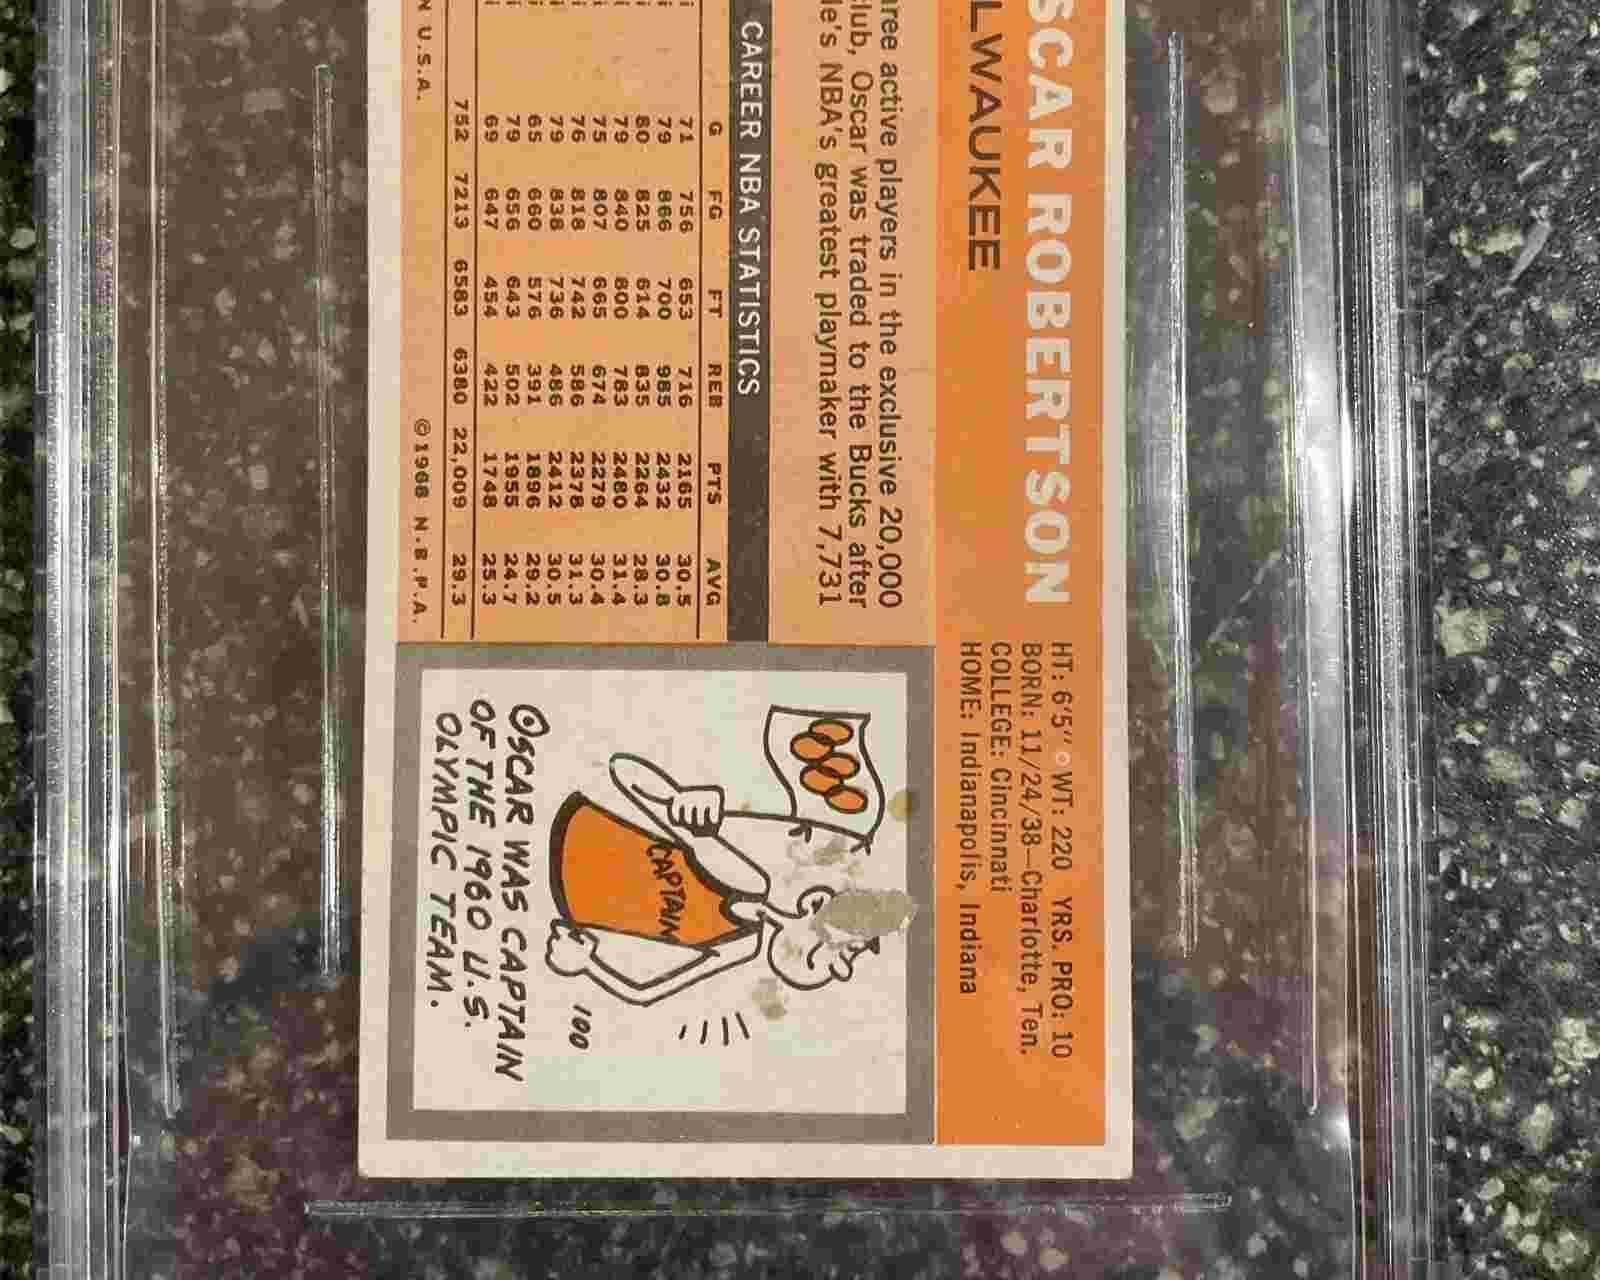 SCAR ROBERTSON
LWAUKEE
HT: 6'5" WT: 220 YRS. PRO: 10
BORN: 11/24/38—Charlotte, Ten.
COLLEGE: Cincinnati
HOME: Indianapolis, Indiana
ree active players in the exclusive 20,000
lub, Oscar was traded to the Bucks after
le's NBA's greatest playmaker with 7,731
CAREER NBA STATISTICS
G FG FT REB PTS AVG
71 756 653 716 2165 30.5
79 866 700 985 2432 30.8
80 825 614 835 2264 28.3
79 840 800 783 2480 31.4
75 807 665 674 2279 30.4
76 818 742 586 2378 31.3
79 838 736 486 2412 30.5
65 660 576 391 1896 29.2
79 656 643 502 1955 24.7
69 647 454 422 1748 25.3
752 7213 6583 6380 22,009 29.3
N U.S.A. ©1968 N.B.P.A.
CAPTAIN
100
OSCAR WAS CAPTAIN
OF THE 1960 U.S.
OLYMPIC TEAM.